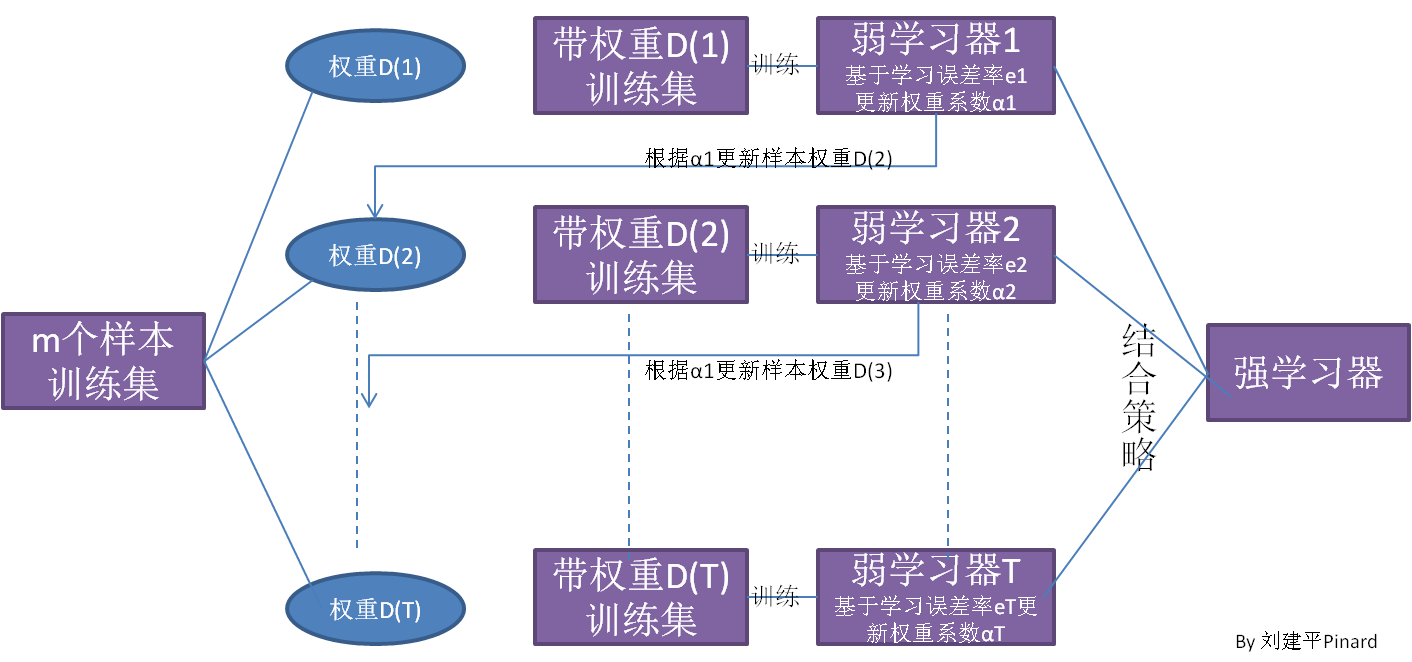 权重D(1)
带权重D(1)
训练集
训练
弱学习器1
基于学习误差率e1
更新权重系数α1
根据α1更新样本权重D(2)
权重D(2)
带权重D(2)
训练集
训练
弱学习器2
基于学习误差率e2
更新权重系数α2
m个样本
训练集
根据α1更新样本权重D(3)
结合策略
强学习器
权重D(T)
带权重D(T)
训练集
训练
弱学习器T
基于学习误差率eT更
新权重系数αT
By 刘建平Pinard